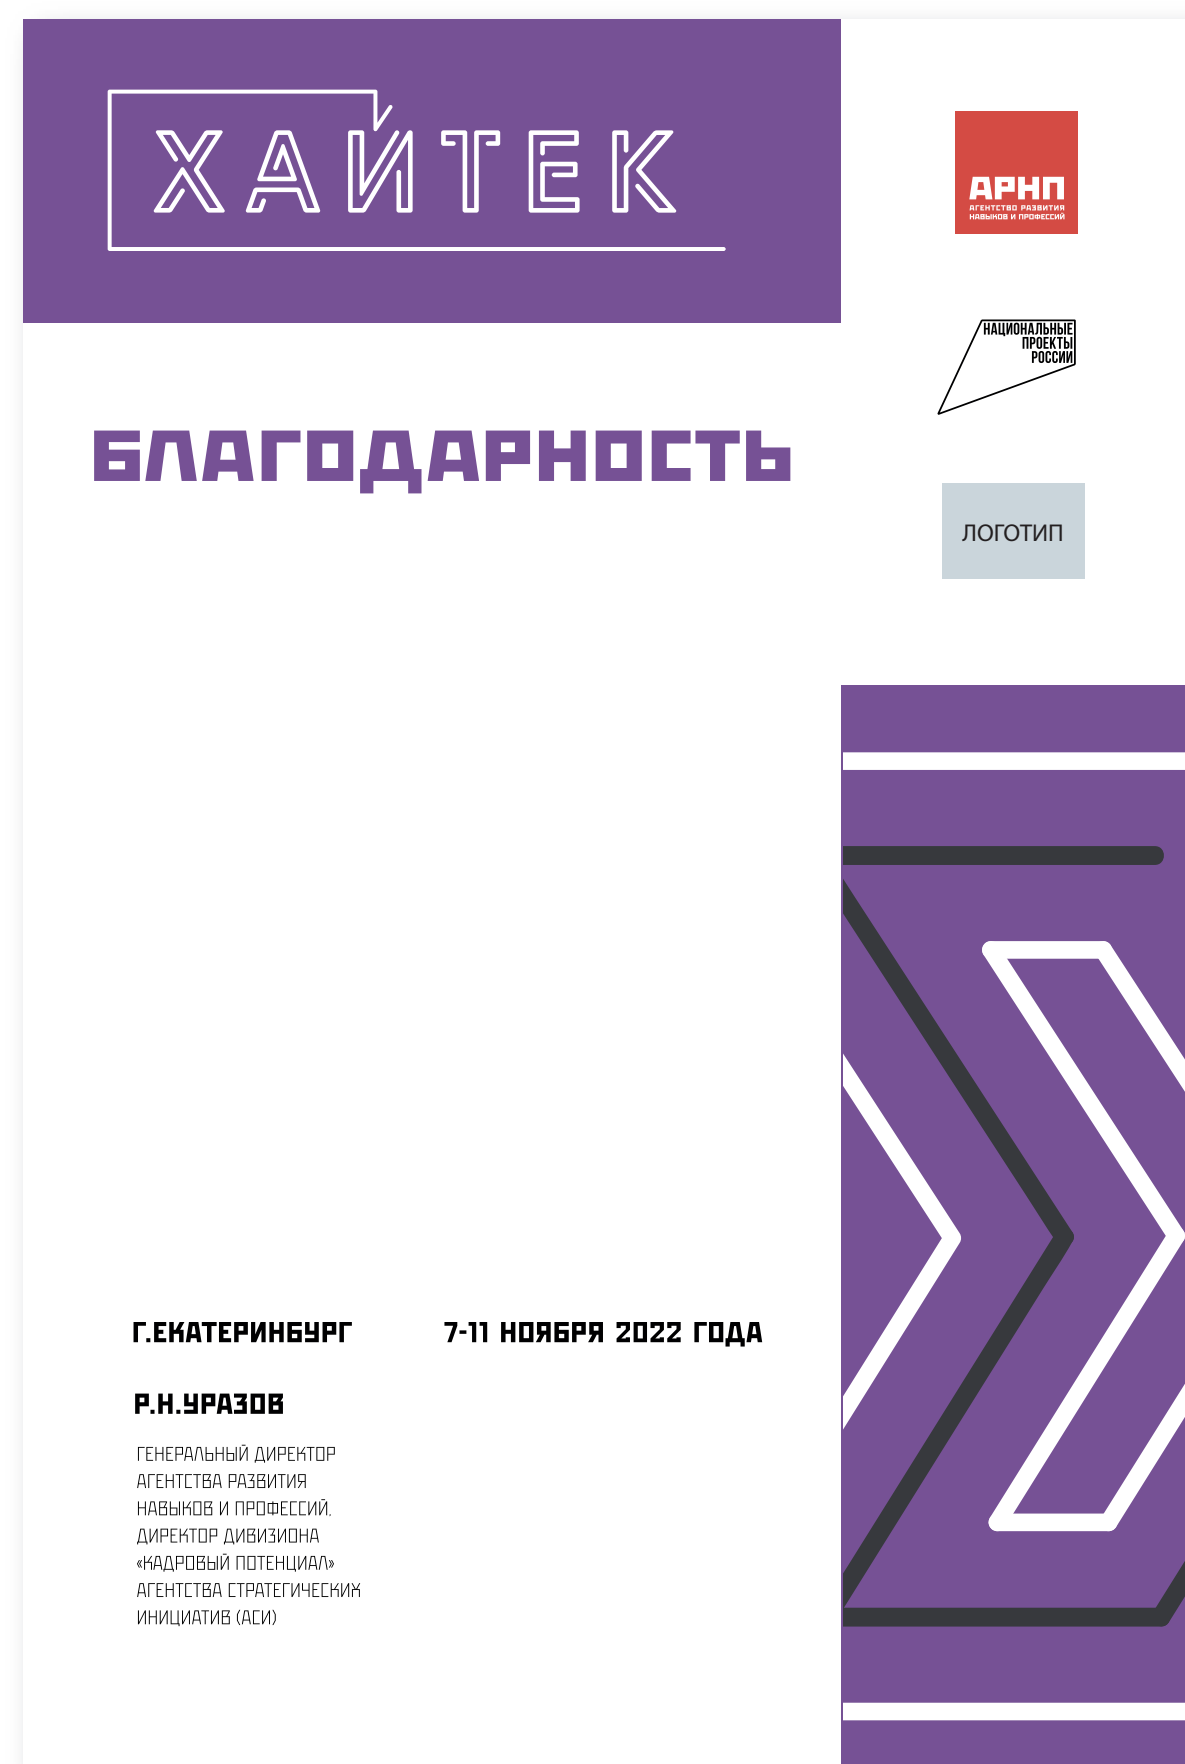 ХАЙТЕК
АРНП
АГЕНТСТВО РАЗВИТИЯ
НАВЫКОВ И ПРОФЕССИЙ
НАЦИОНАЛЬНЫЕ
ПРОЕКТЫ
РОССИИ
БЛАГОДАРНОСТЬ
ЛОГОТИП
Г.ЕКАТЕРИНБУРГ 7-11 НОЯБРЯ 2022 ГОДА
Р.Н.УРАЗОВ
ГЕНЕРАЛЬНЫЙ ДИРЕКТОР
АГЕНТСТВА РАЗВИТИЯ
НАВЫКОВ И ПРОФЕССИЙ,
ДИРЕКТОР ДИВИЗИОНА
«КАДРОВЫЙ ПОТЕНЦИАЛ»
АГЕНТСТВА СТРАТЕГИЧЕСКИХ
ИНИЦИАТИВ (АСИ)